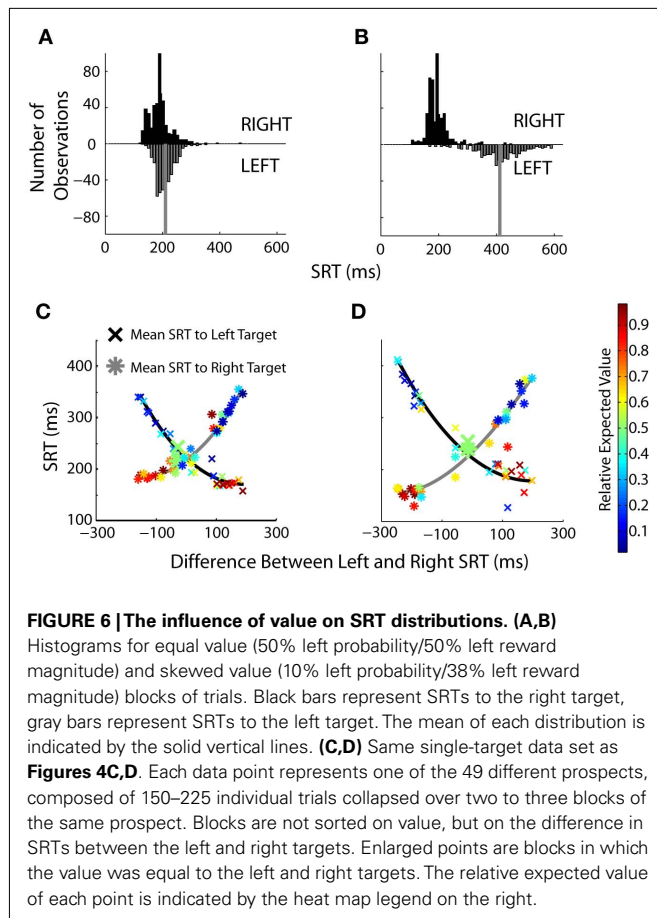 A
B
80
40
0
−40
−80
Number of
Observations
RIGHT
LEFT
RIGHT
LEFT
0 200 400 600
0 200 400 600
SRT (ms)
C
D
Mean SRT to Left Target
Mean SRT to Right Target
400
300
200
100
SRT (ms)
−300 −100 100 300
−300 −100 100 300
Difference Between Left and Right SRT (ms)
0.9
0.8
0.7
0.6
0.5
0.4
0.3
0.2
0.1
Relative Expected Value
FIGURE 6 | The influence of value on SRT distributions. (A,B)
Histograms for equal value (50% left probability/50% left reward
magnitude) and skewed value (10% left probability/38% left reward
magnitude) blocks of trials. Black bars represent SRTs to the right target,
gray bars represent SRTs to the left target. The mean of each distribution is
indicated by the solid vertical lines. (C,D) Same single-target data set as
Figures 4C,D. Each data point represents one of the 49 different prospects,
composed of 150–225 individual trials collapsed over two to three blocks of
the same prospect. Blocks are not sorted on value, but on the difference in
SRTs between the left and right targets. Enlarged points are blocks in which
the value was equal to the left and right targets. The relative expected value
of each point is indicated by the heat map legend on the right.